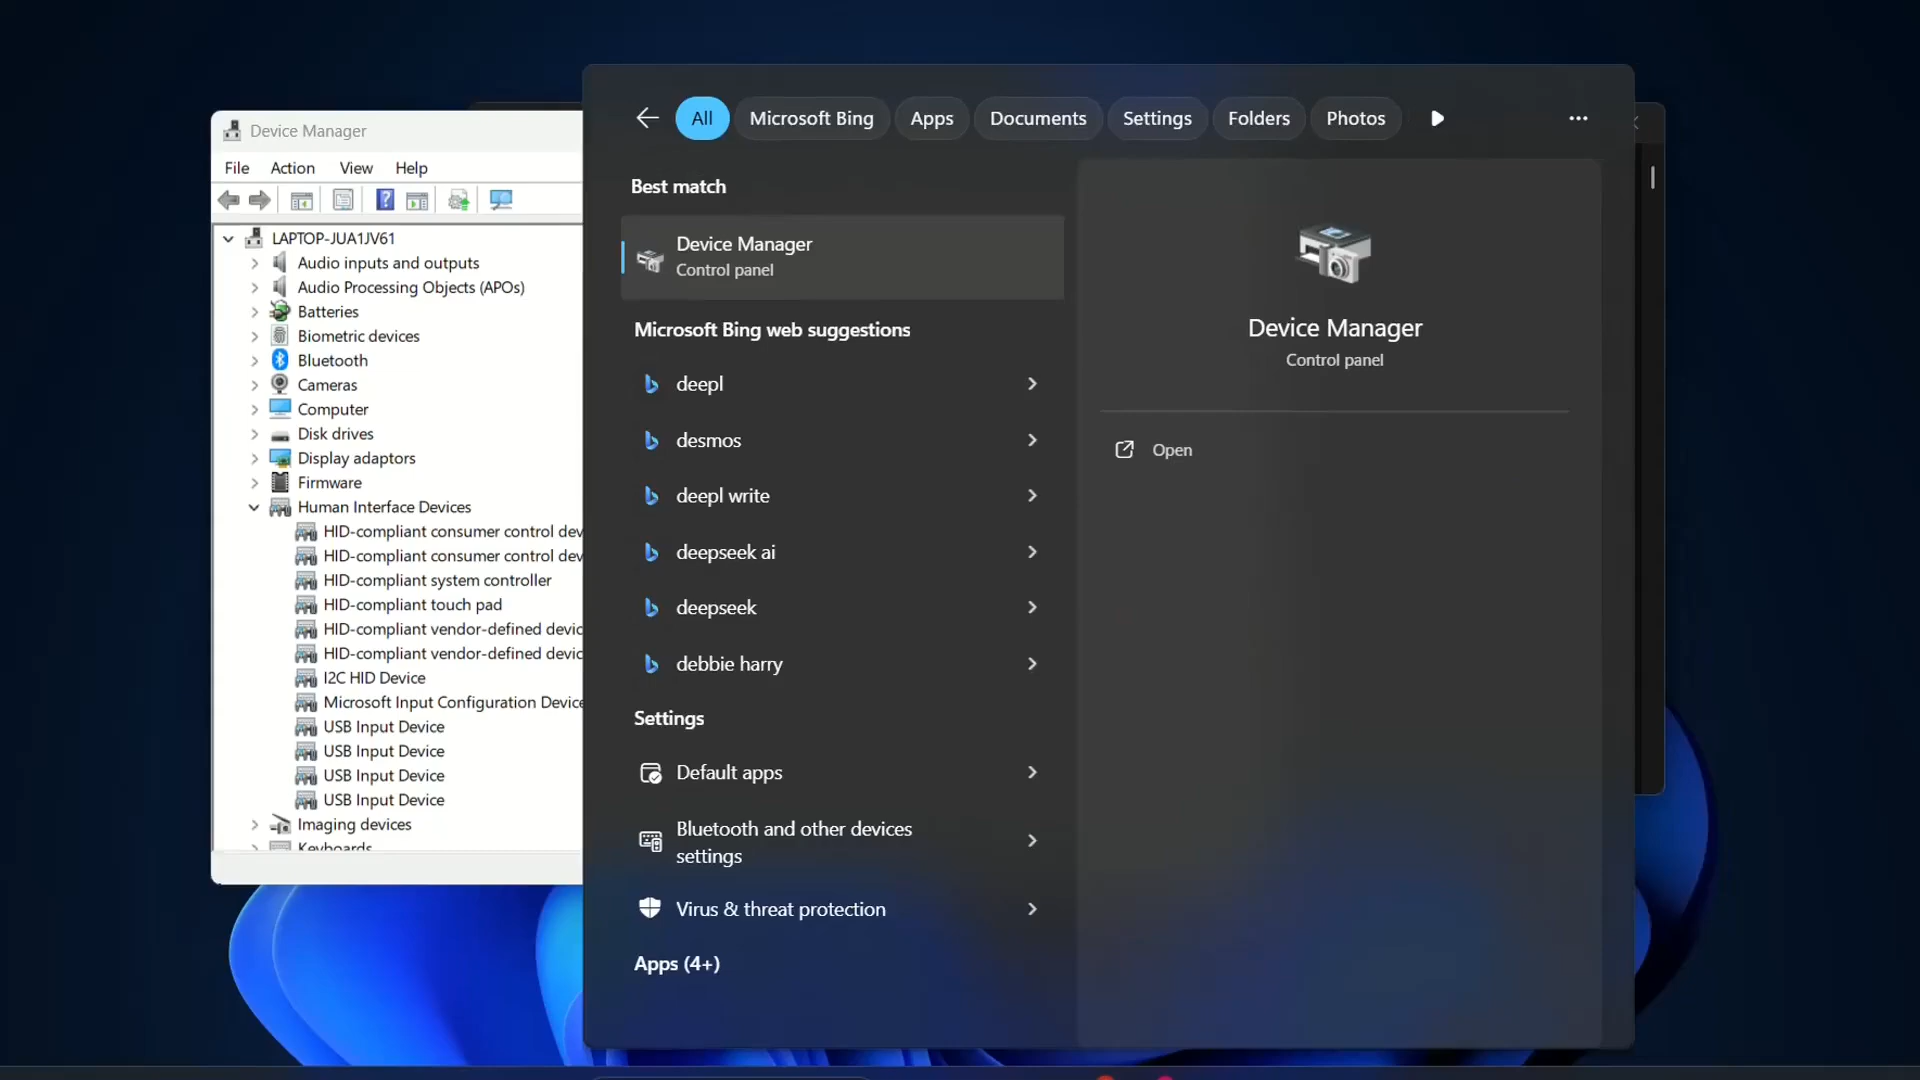 Device Manager
File Action View Help
LAPTOP-JUA1JV61
Audio inputs and outputs
Audio Processing Objects (APOs)
Batteries
Biometric devices
Bluetooth
Cameras
Computer
Disk drives
Display adaptors
Firmware
Human Interface Devices
HID-compliant consumer control dev
HID-compliant consumer control dev
HID-compliant system controller
HID-compliant touch pad
HID-compliant vendor-defined devic
HID-compliant vendor-defined devic
I2C HID Device
Microsoft Input Configuration Device
USB Input Device
USB Input Device
USB Input Device
USB Input Device
Imaging devices
Keyboards
All Microsoft Bing Apps Documents Settings Folders Photos
Best match
Device Manager
Control panel
Microsoft Bing web suggestions
deepl
desmos
deepl write
deepseek ai
deepseek
debbie harry
Settings
Default apps
Bluetooth and other devices
settings
Virus & threat protection
Apps (4+)
Device Manager
Control panel
Open